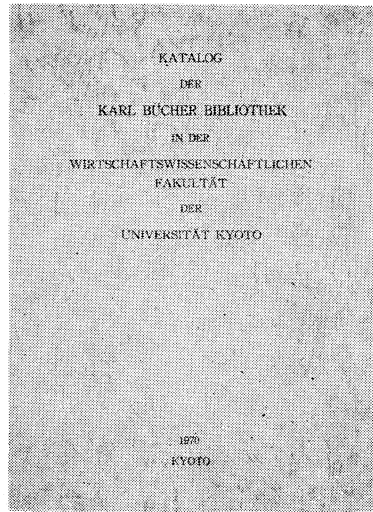 KATALOG
DER
KARL BÜCHER BIBLIOTHEK
IN DER
WIRTSCHAFTSWISSENSCHAFTLICHEN
FAKULTÄT
DER
UNIVERSITÄT KYOTO
1970
KYOTO